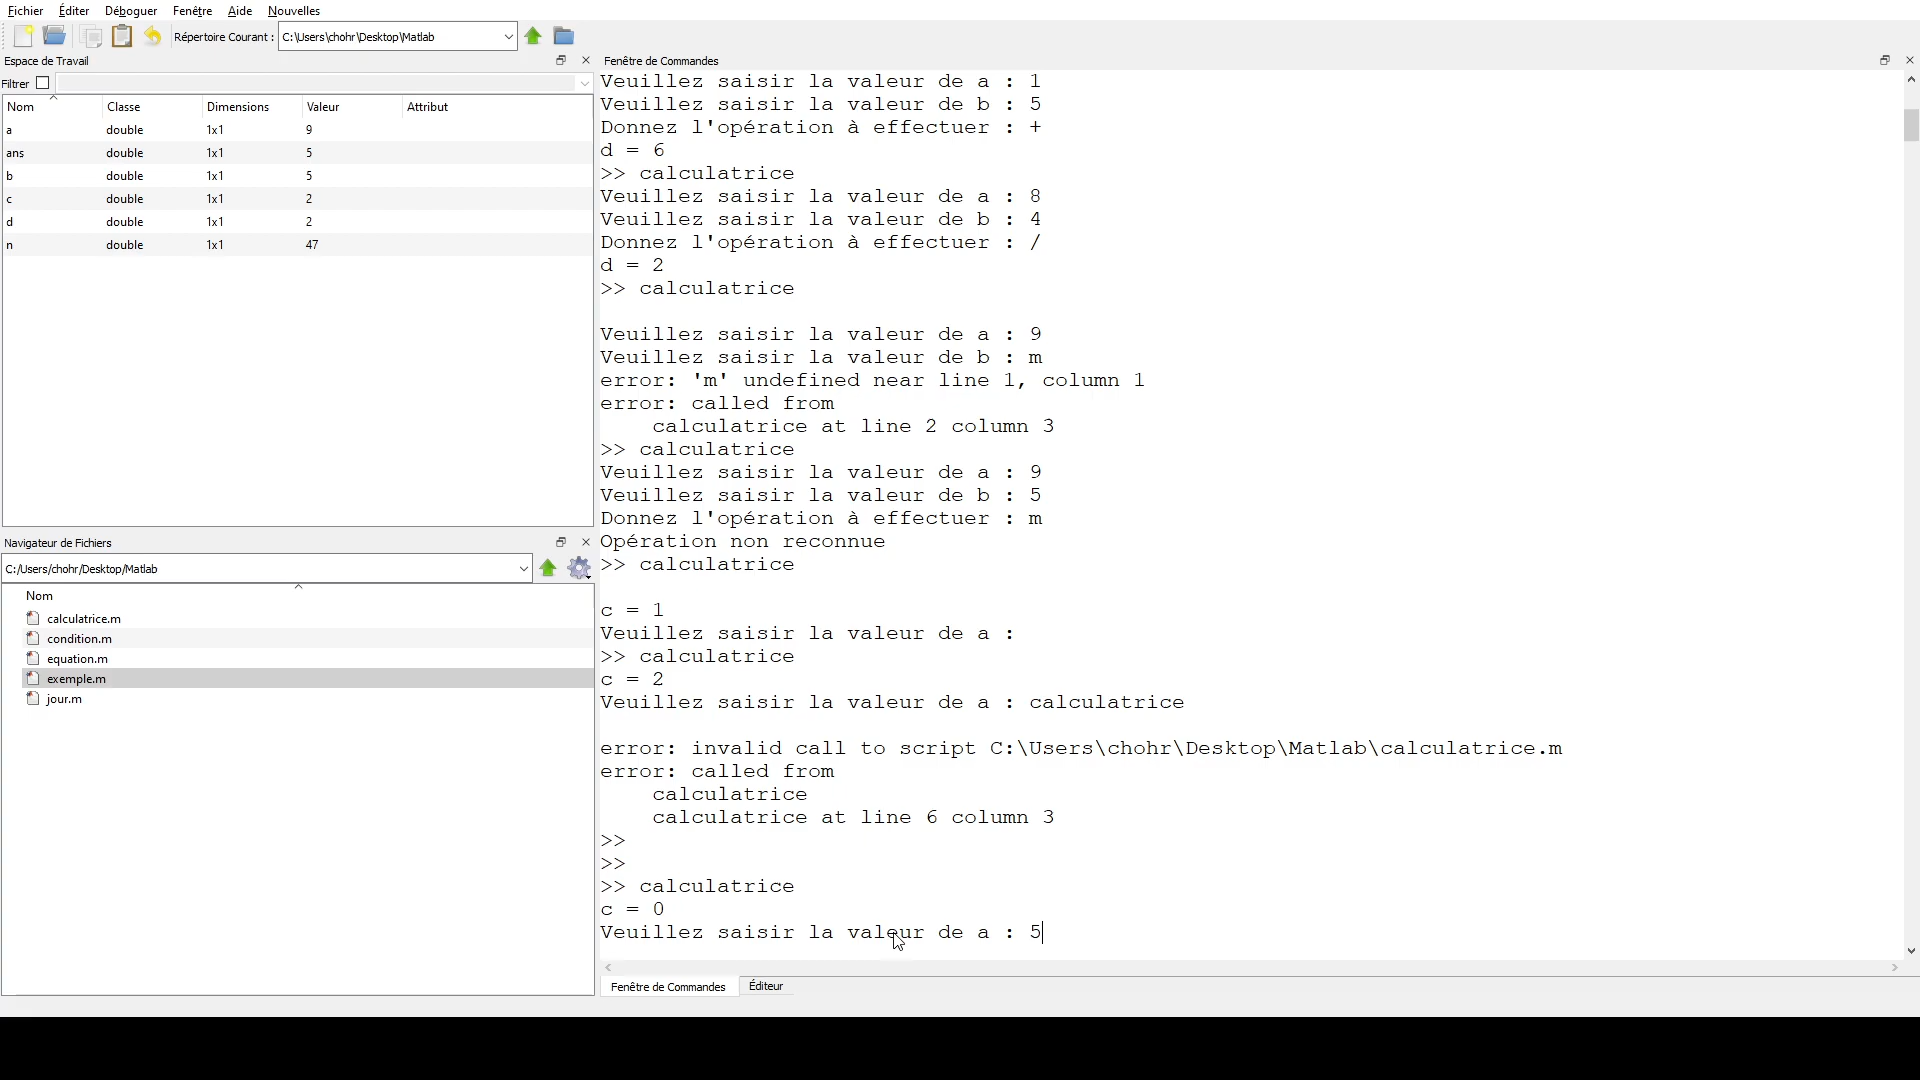 Fichier Éditer Déboguer Fenêtre Aide Nouvelles
Répertoire Courant : C:\Users\chohr\Desktop\Matlab
Espace de Travail
Filtrer
Nom Classe Dimensions Valeur Attribut
a double 1x1 9
ans double 1x1 5
b double 1x1 5
c double 1x1 2
d double 1x1 2
n double 1x1 47
Navigateur de Fichiers
C:/Users/chohr/Desktop/Matlab
Nom
calculatrice.m
condition.m
equation.m
exemple.m
jour.m
Fenêtre de Commandes
Veuillez saisir la valeur de a : 1
Veuillez saisir la valeur de b : 5
Donnez l'opération à effectuer : +
d = 6
>> calculatrice
Veuillez saisir la valeur de a : 8
Veuillez saisir la valeur de b : 4
Donnez l'opération à effectuer : /
d = 2
>> calculatrice
Veuillez saisir la valeur de a : 9
Veuillez saisir la valeur de b : m
error: 'm' undefined near line 1, column 1
error: called from
calculatrice at line 2 column 3
>> calculatrice
Veuillez saisir la valeur de a : 9
Veuillez saisir la valeur de b : 5
Donnez l'opération à effectuer : m
Opération non reconnue
>> calculatrice
c = 1
Veuillez saisir la valeur de a :
>> calculatrice
c = 2
Veuillez saisir la valeur de a : calculatrice
error: invalid call to script C:\Users\chohr\Desktop\Matlab\calculatrice.m
error: called from
calculatrice
calculatrice at line 6 column 3
>>
>>
>> calculatrice
c = 0
Veuillez saisir la valeur de a : 5
Fenêtre de Commandes Éditeur